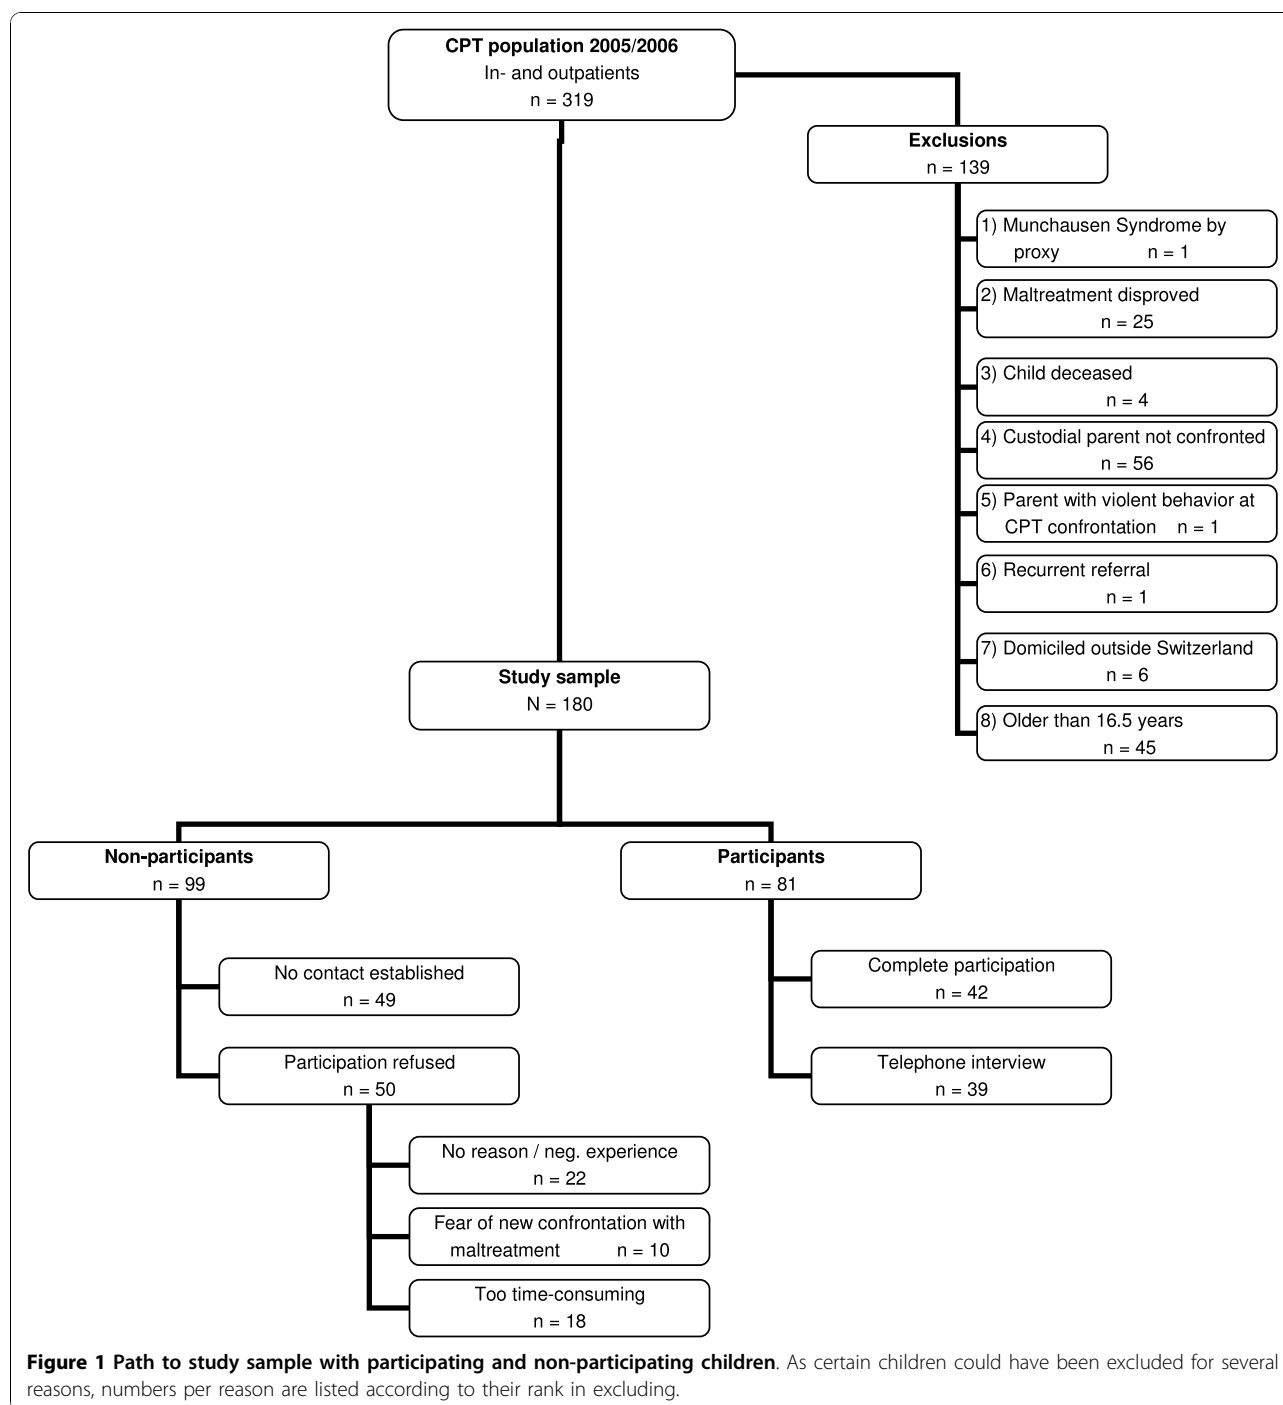 CPT population 2005/2006
In- and outpatients
n = 319
Exclusions
n = 139
1) Munchausen Syndrome by
proxy n = 1
2) Maltreatment disproved
n = 25
3) Child deceased
n = 4
4) Custodial parent not confronted
n = 56
5) Parent with violent behavior at
CPT confrontation n = 1
6) Recurrent referral
n = 1
7) Domiciled outside Switzerland
n = 6
8) Older than 16.5 years
n = 45
Study sample
N = 180
Non-participants
n = 99
No contact established
n = 49
Participation refused
n = 50
No reason / neg. experience
n = 22
Fear of new confrontation with
maltreatment n = 10
Too time-consuming
n = 18
Participants
n = 81
Complete participation
n = 42
Telephone interview
n = 39
Figure 1 Path to study sample with participating and non-participating children. As certain children could have been excluded for several
reasons, numbers per reason are listed according to their rank in excluding.